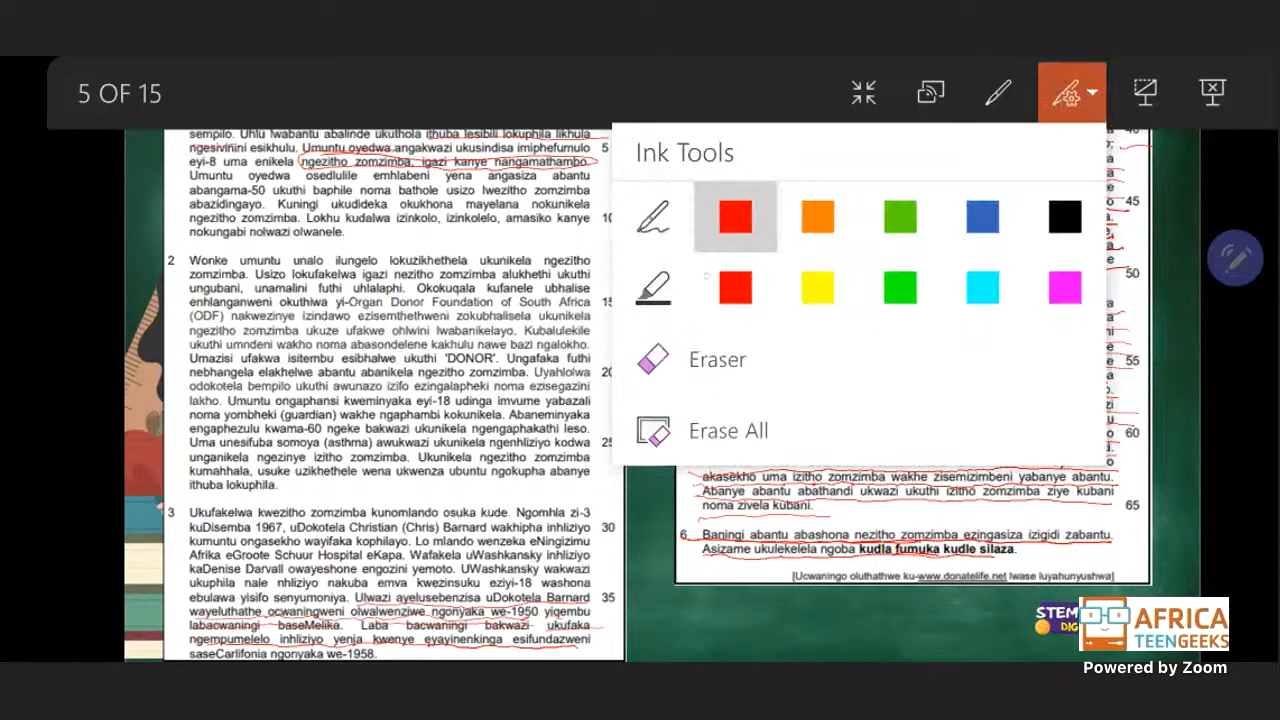 5 OF 15
Ink Tools
Eraser
Erase All
sempilo. Uhlu lwabantu abalinde ukuthola ithuba lesibili lokuphila likhula
ngesivinini esikhulu. Umuntu oyedwa angakwazi ukusindisa imiphefumulo 5
eyi-8 uma enikela ngezitho zomzimba, igazi kanye nangamathambo.
Umuntu oyedwa osedlulile emhlabeni yena angasiza abantu
abangama-50 ukuthi baphile noma bathole usizo lwezitho zomzimba
abazidingayo. Kuningi ukudideka okukhona mayelana nokunikela
ngezitho zomzimba. Lokhu kudalwa izinkolo, izinkolelo, amasiko kanye 10
nokungabi nolwazi olwanele.
2 Wonke umuntu unalo ilungelo lokuzikhethela ukunikela ngezitho
zomzimba. Usizo lokufakelwa igazi nezitho zomzimba alukhethi ukuthi
ungubani, unamalini futhi uhlalaphi. Okokuqala kufanele ubhalise
enhlanganweni okuthiwa yi-Organ Donor Foundation of South Africa 15
(ODF) nakwezinye izindawo ezisemthethweni zokubhalisela ukunikela
ngezitho zomzimba ukuze ufakwe ohlwini lwabanikelayo. Kubalulekile
ukuthi umndeni wakho noma abasondelene kakhulu nawe bazi ngalokho.
Umazisi ufakwa isitembu esibhalwe ukuthi 'DONOR'. Ungafaka futhi
nebhangela elakhelwe abantu abanikela ngezitho zomzimba. Uyahlolwa 20
odokotela bempilo ukuthi awunazo izifo ezingalapheki noma ezisegazini
lakho. Umuntu ongaphansi kweminyaka eyi-18 udinga imvume yabazali
noma yombheki (guardian) wakhe ngaphambi kokunikela. Abaneminyaka
engaphezulu kwama-60 ngeke bakwazi ukunikela ngengaphakathi leso.
Uma unesifuba somoya (asthma) awukwazi ukunikela ngenhliziyo kodwa 25
unganikela ngezinye izitho zomzimba. Ukunikela ngezitho zomzimba
kumahhala, usuke uzikhethele wena ukwenza ubuntu ngokupha abanye
ithuba lokuphila.
3 Ukufakelwa kwezitho zomzimba kunomlando osuka kude. Ngomhla zi-3
kuDisemba 1967, uDokotela Christian (Chris) Barnard wakhipha inhliziyo 30
kumuntu ongasekho wayifaka kophilayo. Lo mlando wenzeka eNingizimu
Afrika eGroote Schuur Hospital eKapa. Wafakela uWashkansky inhliziyo
kaDenise Darvall owayeshone engozini yemoto. UWashkansky wakwazi
ukuphila nale nhliziyo nakuba emva kwezinsuku eziyi-18 washona
ebulawa yisifo senyumoniya. Ulwazi ayelusebenzisa uDokotela Barnard 35
wayeluthathe ocwaningweni olwalwenziwe ngonyaka we-1950 yiqembu
labacwaningi baseMelika. Laba bacwaningi bakwazi ukufaka
ngempumelelo inhliziyo yenja kwenye eyayinenkinga esifundazweni
saseCarlifonia ngonyaka we-1958.
45
50
55
60
akasekho uma izitho zomzimba wakhe zisemizimbeni yabanye abantu.
Abanye abantu abathandi ukwazi ukuthi izitho zomzimba ziye kubani
noma zivela kubani. 65
6 Baningi abantu abashona nezitho zomzimba ezingasiza izigidi zabantu.
Asizame ukulekelela ngoba kudla fumuka kudle silaza.
[Ucwaningo oluthathwe ku-www.donatelife.net lwase luyahunyushwa]
STEM
DIG
AFRICA
TEENGEEKS
Powered by Zoom